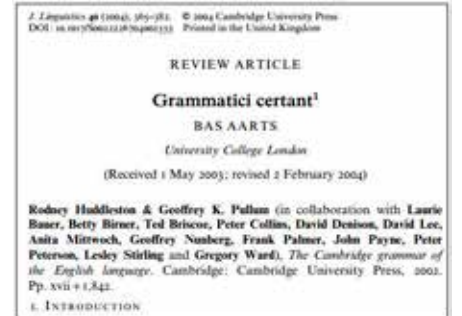 J. Linguistics 40 (2004), 365–382. © 2004 Cambridge University Press
DOI: Printed in the United Kingdom
REVIEW ARTICLE
Grammatici certant¹
BAS AARTS
University College London
(Received 1 May 2003; revised 2 February 2004)
Rodney Huddleston & Geoffrey K. Pullum (in collaboration with Laurie
Bauer, Betty Birner, Ted Briscoe, Peter Collins, David Denison, David Lee,
Anita Mittwoch, Geoffrey Nunberg, Frank Palmer, John Payne, Peter
Peterson, Lesley Stirling and Gregory Ward), The Cambridge grammar of
the English language. Cambridge: Cambridge University Press, 2002.
Pp. xvii + 1,842.
1. INTRODUCTION